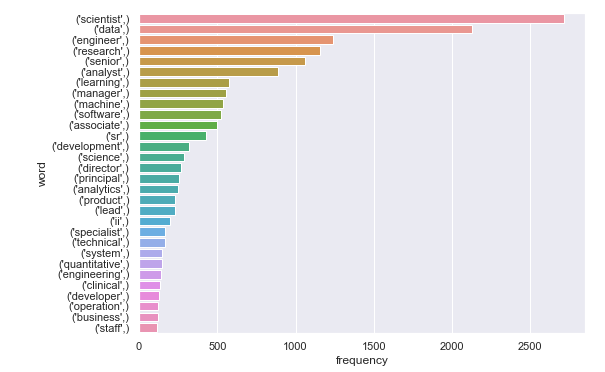 ('scientist',)
('data',)
('engineer',)
('research',)
('senior',)
('analyst',)
('learning',)
('manager',)
('machine',)
('software',)
('associate',)
('sr',)
('development',)
('science',)
('director',)
('principal',)
('analytics',)
('product',)
('lead',)
('ii',)
('specialist',)
('technical',)
('system',)
('quantitative',)
('engineering',)
('clinical',)
('developer',)
('operation',)
('business',)
('staff',)
word
0 500 1000 1500 2000 2500
frequency